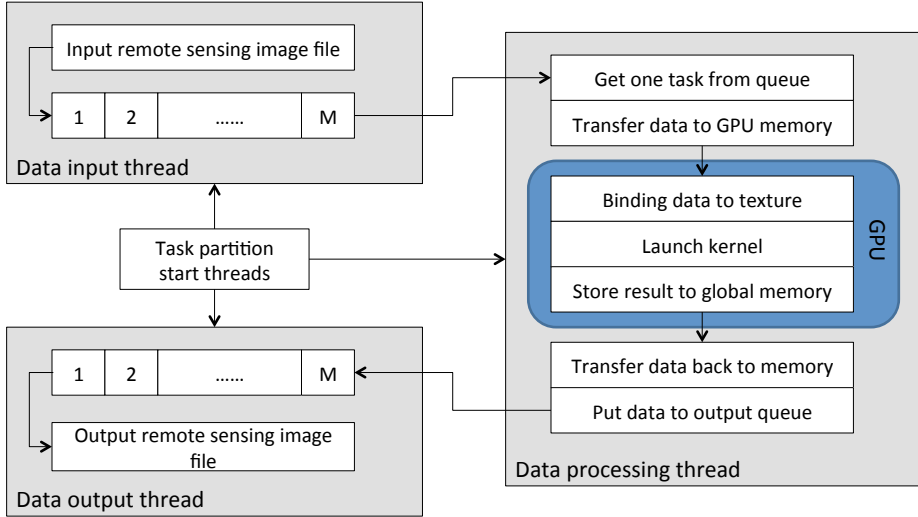 Input remote sensing image file
1 2 ...... M
Data input thread
Task partition
start threads
1 2 ...... M
Output remote sensing image
file
Data output thread
Get one task from queue
Transfer data to GPU memory
Binding data to texture
Launch kernel
Store result to global memory
GPU
Transfer data back to memory
Put data to output queue
Data processing thread